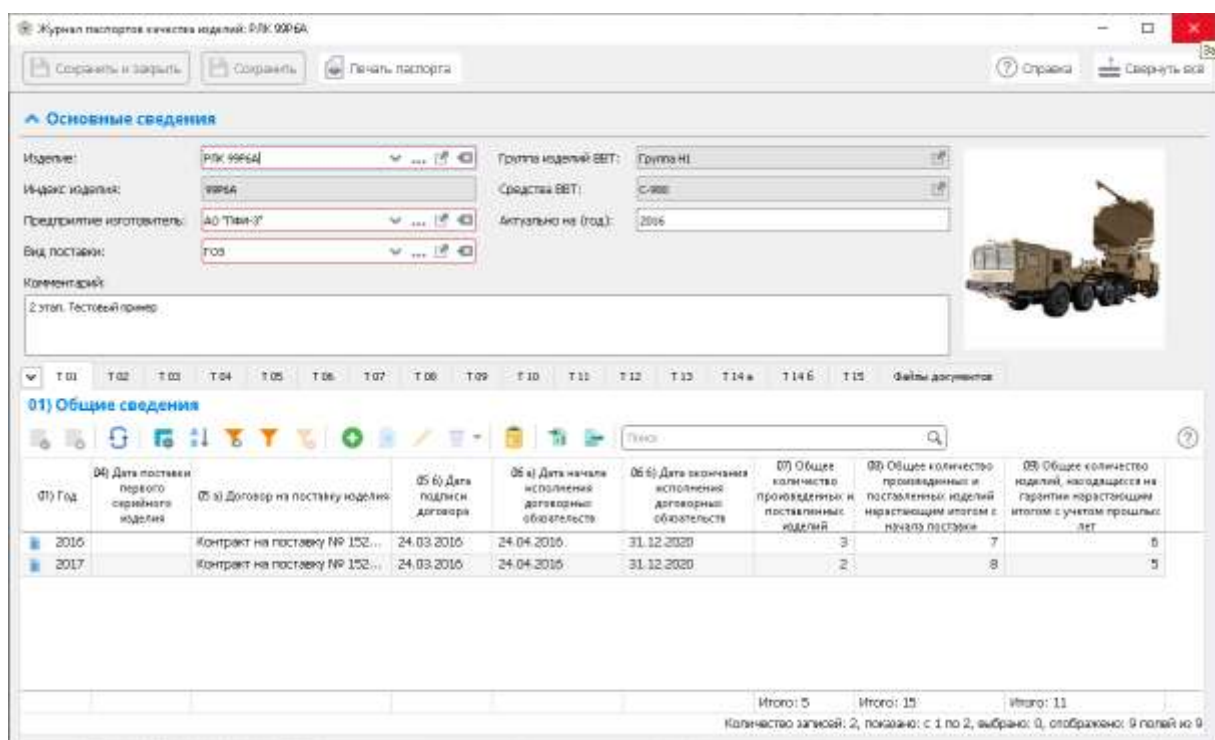 Журнал паспортов качества изделий: РЛК 99Р6А
Сохранить и закрыть
Сохранить
Печать паспорта
Справка
Свернуть все
Основные сведения
Изделие:
РЛК 99Р6А
Группа изделий ВВТ:
Группа Н1
Индекс изделия:
99Р6А
Средства ВВТ:
С-900
Предприятие изготовитель:
АО "ПФИ-3"
Актуально на (год):
2016
Вид поставки:
ГОЗ
Комментарий:
2 этап. Тестовый пример
Т 01 Т 02 Т 03 Т 04 Т 05 Т 06 Т 07 Т 08 Т 09 Т 10 Т 11 Т 12 Т 13 Т 14 а Т 14 б Т 15 Файлы документов
01) Общие сведения
Поиск
01) Год
04) Дата поставки
первого
серийного
изделия
05 а) Договор на поставку изделия
05 б) Дата
подписи
договора
06 а) Дата начала
исполнения
договорных
обязательств
06 б) Дата окончания
исполнения
договорных
обязательств
07) Общее
количество
произведенных и
поставленных
изделий
08) Общее количество
произведенных и
поставленных изделий
нарастающим итогом с
начала поставки
09) Общее количество
изделий, находящихся на
гарантии нарастающим
итогом с учетом прошлых
лет
2016 Контракт на поставку № 152... 24.03.2016 24.04.2016 31.12.2020 3 7 6
2017 Контракт на поставку № 152... 24.03.2016 24.04.2016 31.12.2020 2 8 5
Итого: 5 Итого: 15 Итого: 11
Количество записей: 2, показано: с 1 по 2, выбрано: 0, отображено: 9 полей из 9